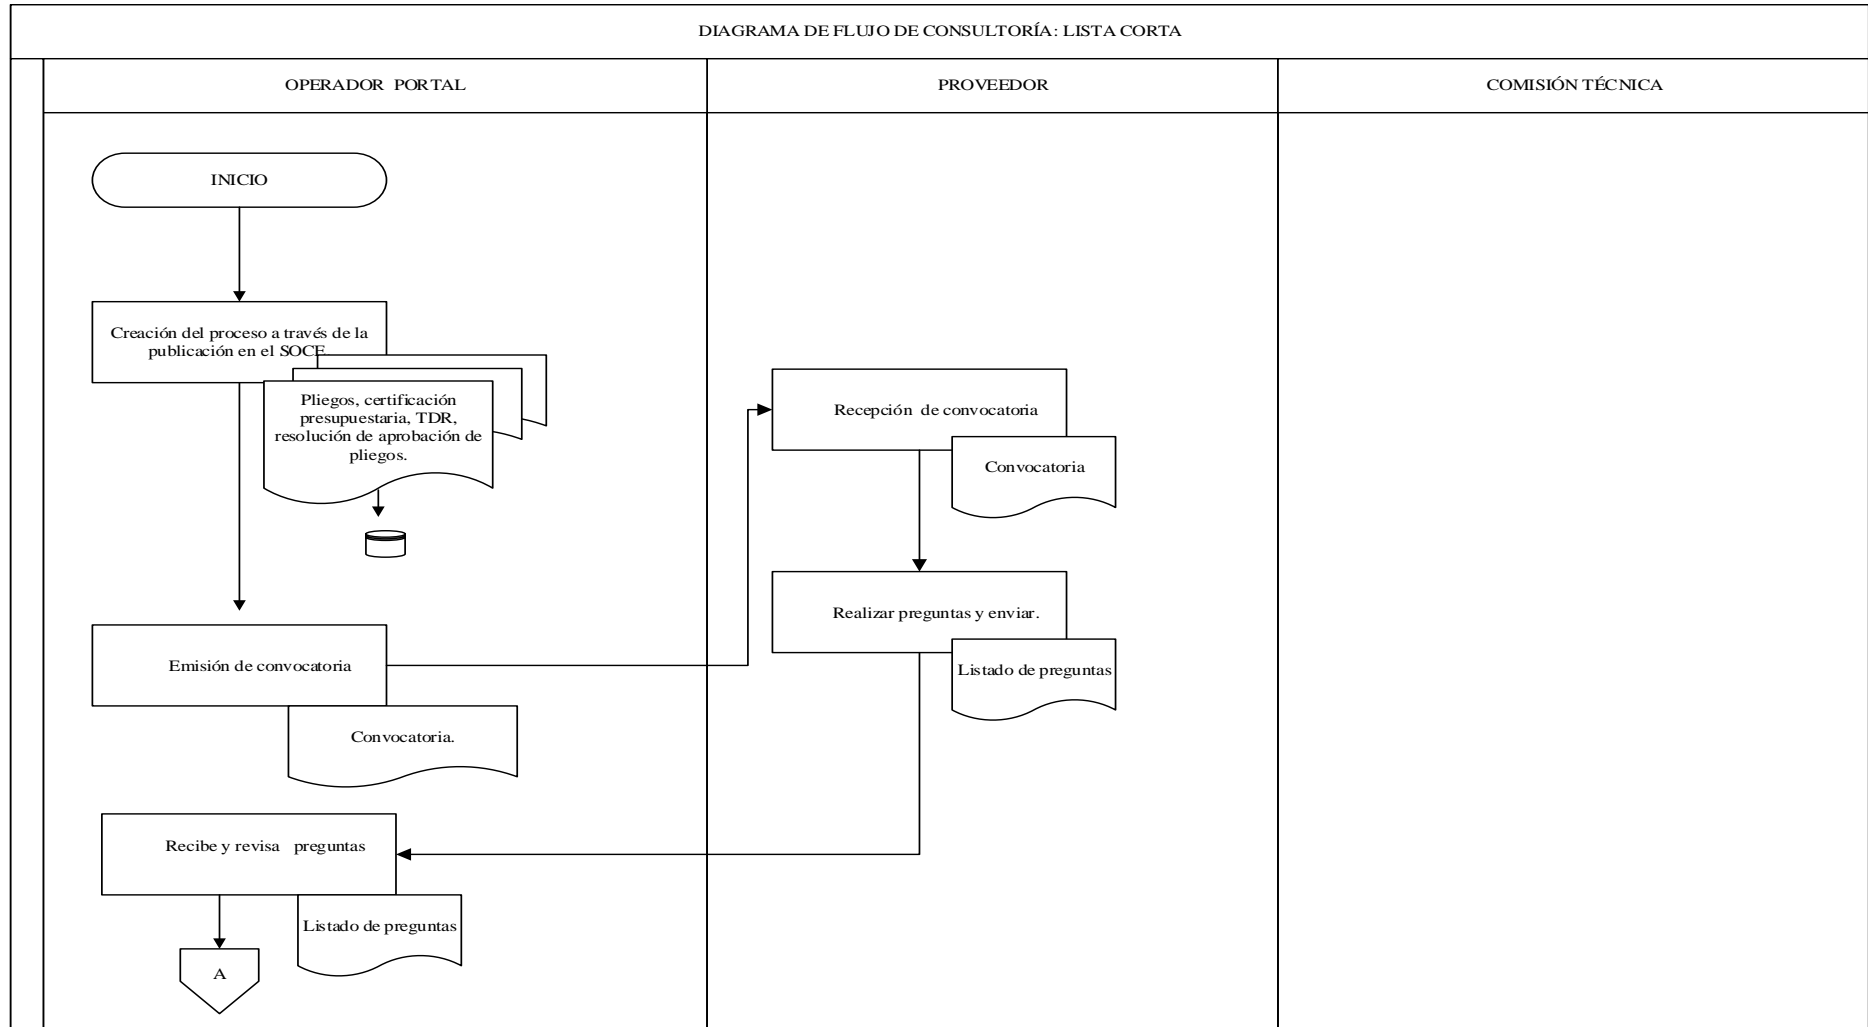 DIAGRAMA DE FLUJO DE CONSULTORÍA: LISTA CORTA
OPERADOR PORTAL
PROVEEDOR
COMISIÓN TÉCNICA
INICIO
Creación del proceso a través de la
publicación en el SOCE.
Pliegos, certificación
presupuestaria, TDR,
resolución de aprobación de
pliegos.
Emisión de convocatoria
Convocatoria.
Recepción de convocatoria
Convocatoria
Realizar preguntas y enviar.
Listado de preguntas
Recibe y revisa preguntas
Listado de preguntas
A